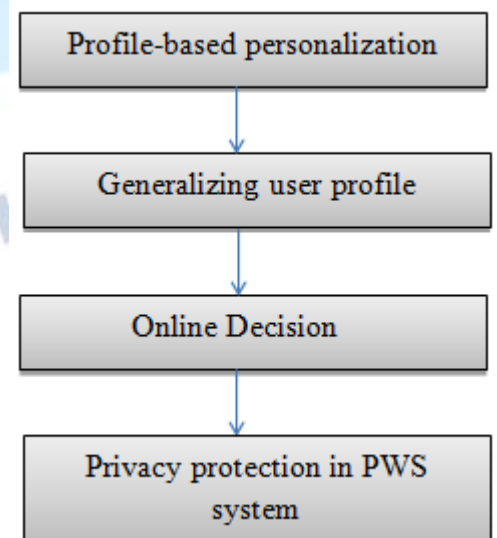 Profile-based personalization
Generalizing user profile
Online Decision
Privacy protection in PWS
system